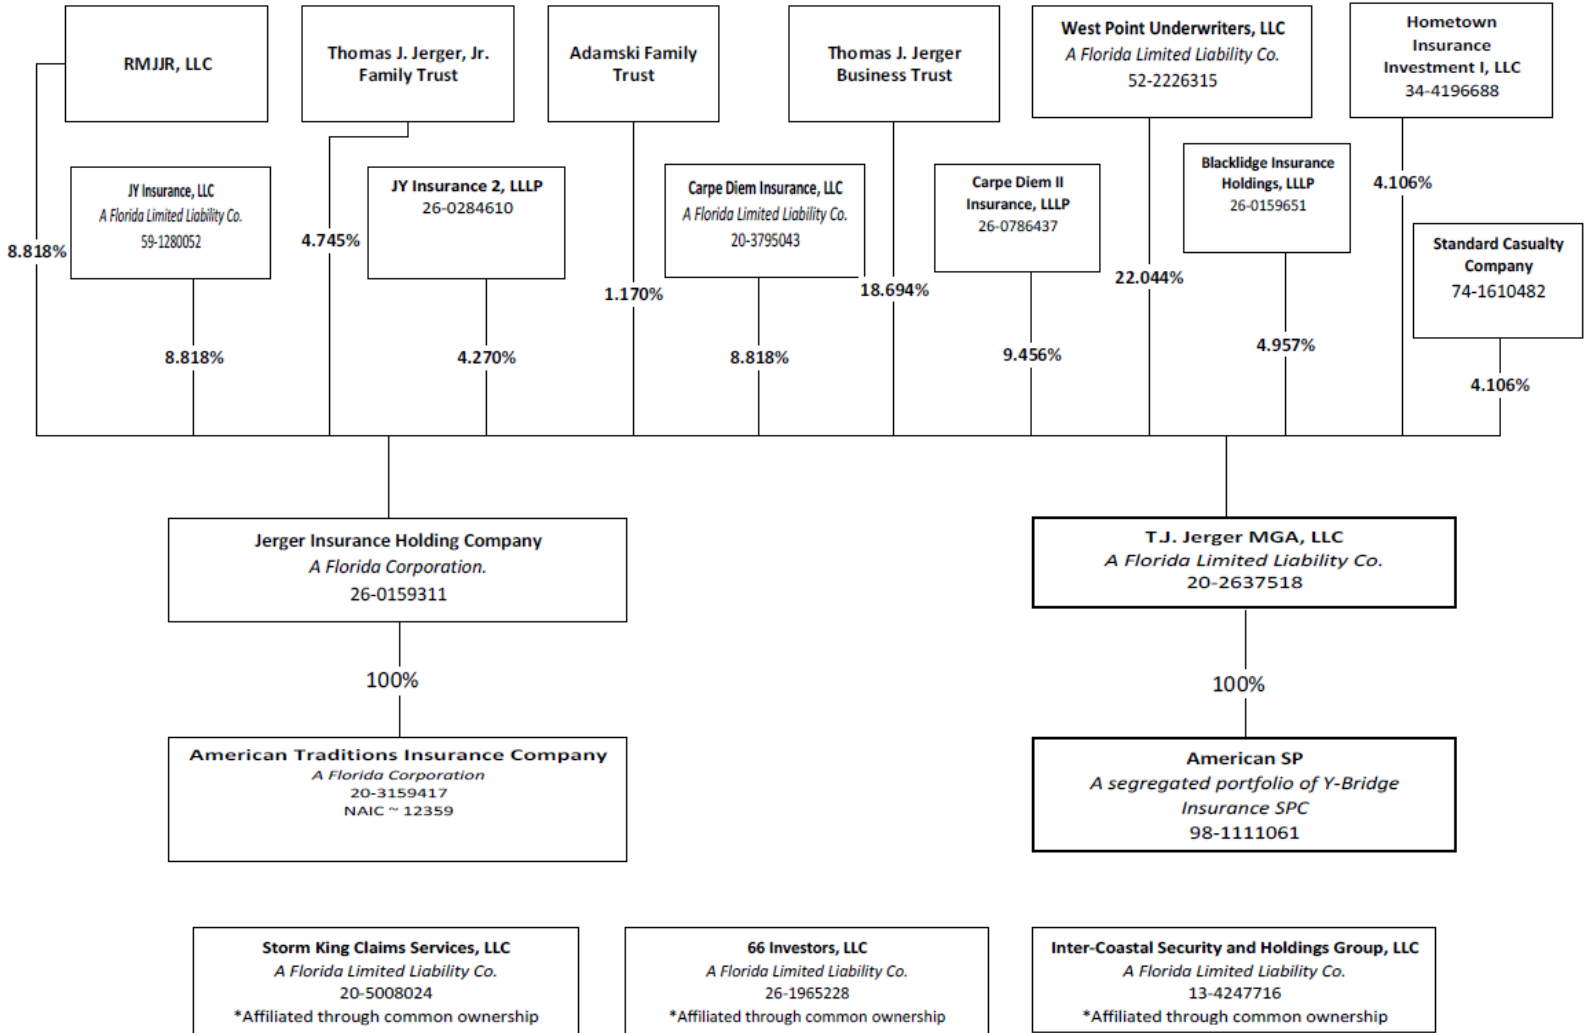 RMJJR, LLC
Thomas J. Jerger, Jr.
Family Trust
Adamski Family
Trust
Thomas J. Jerger
Business Trust
West Point Underwriters, LLC
A Florida Limited Liability Co.
52-2226315
Hometown
Insurance
Investment I, LLC
34-4196688
JY Insurance, LLC
A Florida Limited Liability Co.
59-1280052
JY Insurance 2, LLLP
26-0284610
Carpe Diem Insurance, LLC
A Florida Limited Liability Co.
20-3795043
Carpe Diem II
Insurance, LLLP
26-0786437
Blacklidge Insurance
Holdings, LLLP
26-0159651
Standard Casualty
Company
74-1610482
8.818%
4.745%
1.170%
18.694%
22.044%
4.106%
8.818%
4.270%
8.818%
9.456%
4.957%
4.106%
Jerger Insurance Holding Company
A Florida Corporation.
26-0159311
T.J. Jerger MGA, LLC
A Florida Limited Liability Co.
20-2637518
100%
100%
American Traditions Insurance Company
A Florida Corporation
20-3159417
NAIC ~ 12359
American SP
A segregated portfolio of Y-Bridge
Insurance SPC
98-1111061
Storm King Claims Services, LLC
A Florida Limited Liability Co.
20-5008024
*Affiliated through common ownership
66 Investors, LLC
A Florida Limited Liability Co.
26-1965228
*Affiliated through common ownership
Inter-Coastal Security and Holdings Group, LLC
A Florida Limited Liability Co.
13-4247716
*Affiliated through common ownership